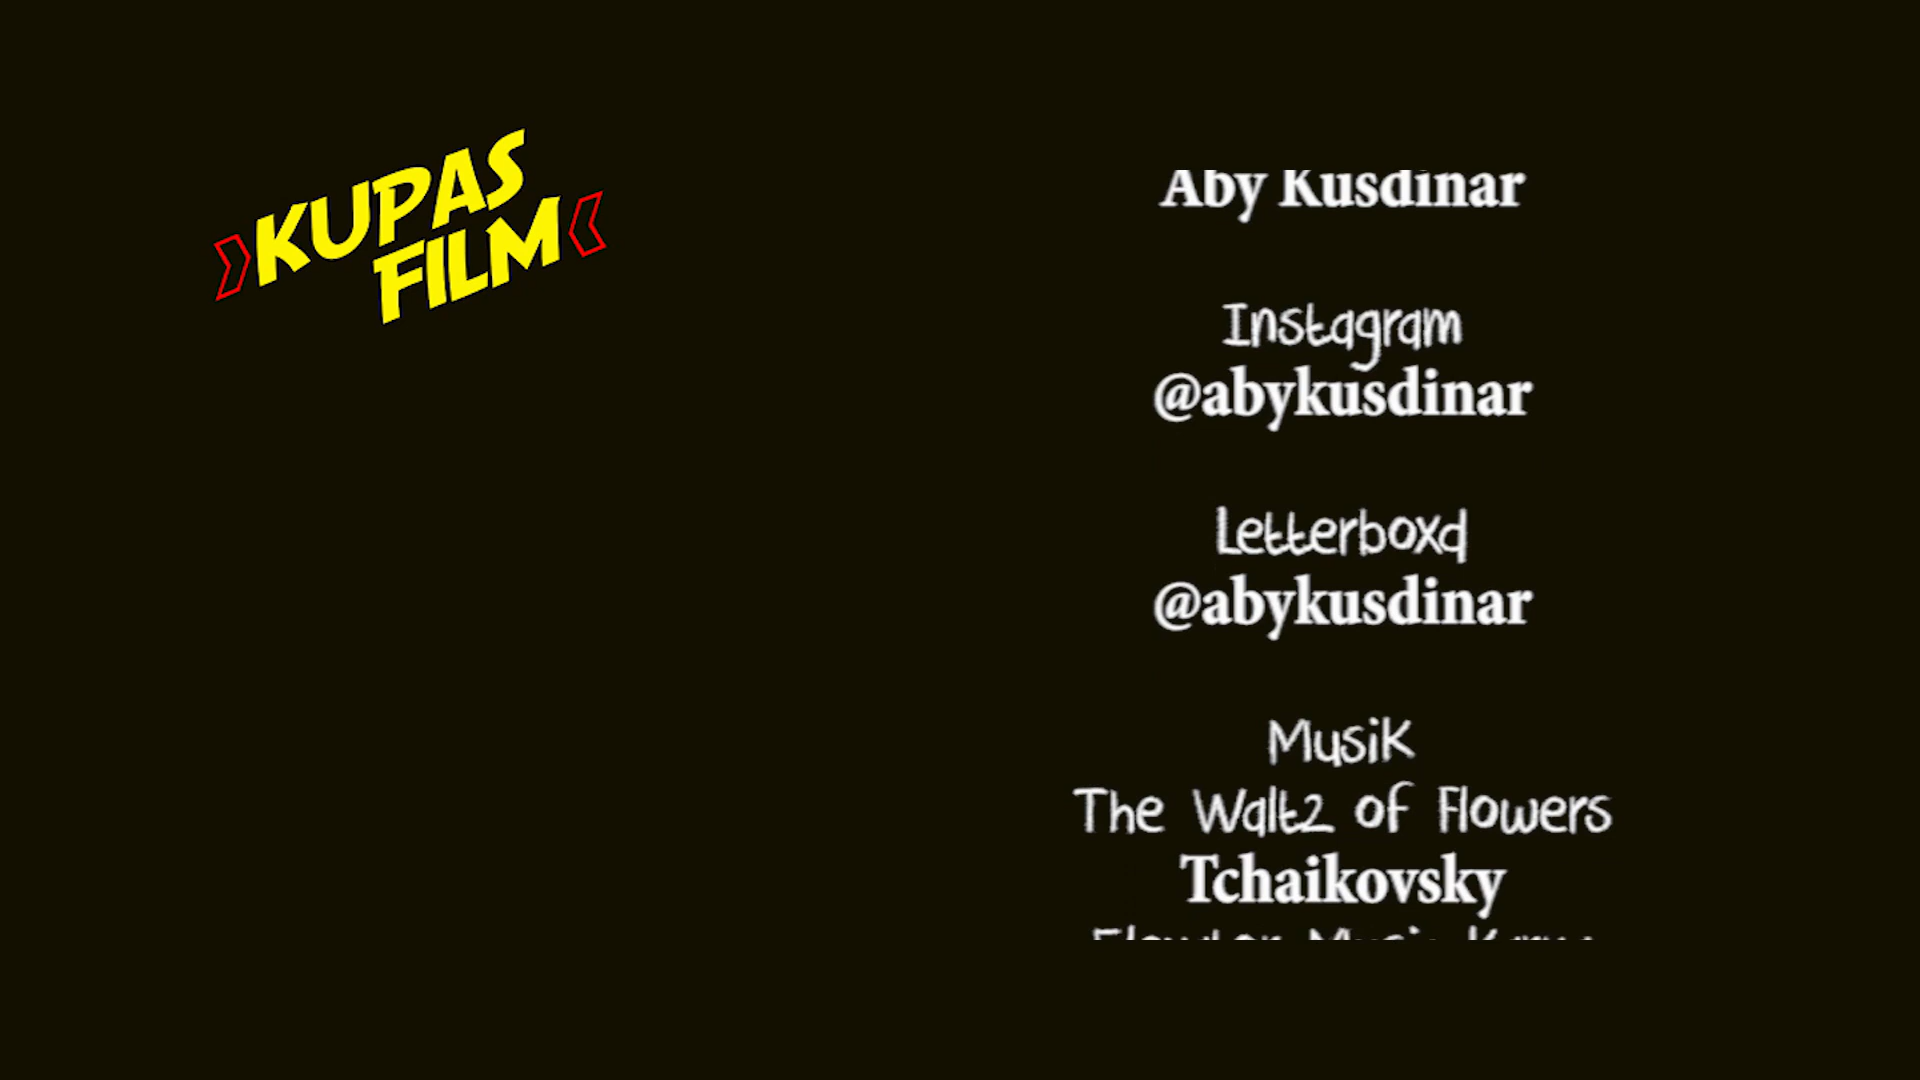 KUPAS
FILM
Aby Kusdinar
Instagram
@abykusdinar
Letterboxd
@abykusdinar
Musik
The Waltz of Flowers
Tchaikovsky